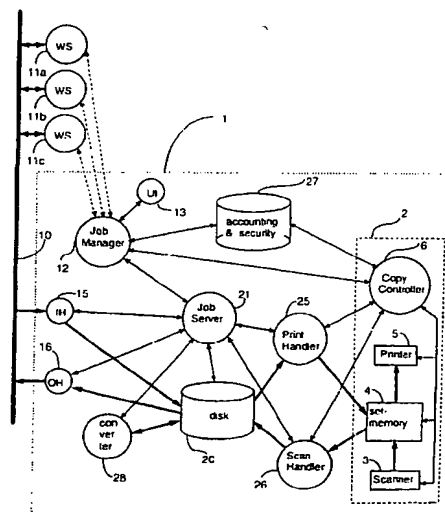 WS
11a
WS
11b
WS
11c
1
UI
13
27
accounting
& security
2
Job
Manager
12
10
6
Copy
Controller
15
IH
21
Job
Server
25
Print
Handler
5
Printer
16
OH
4
set-
memory
disk
20
con
ver
ter
28
Scan
Handler
26
3
Scanner